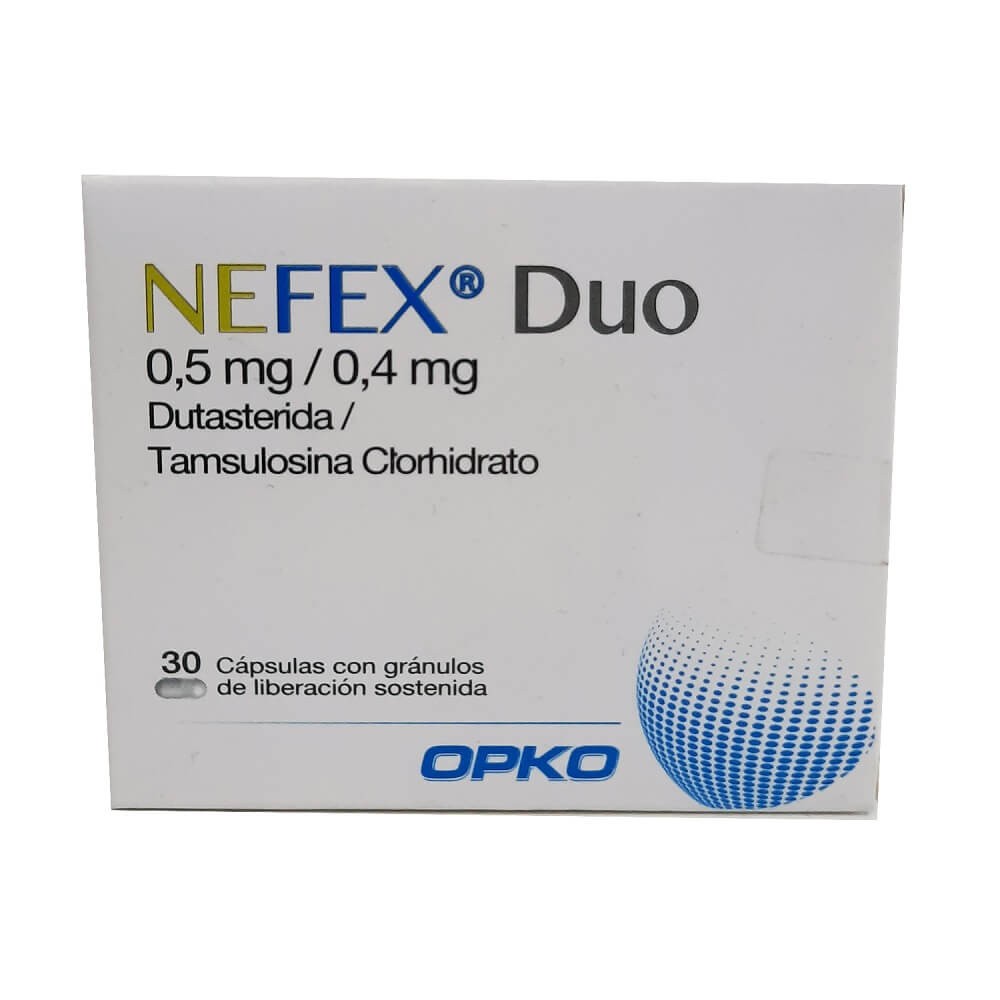 NEFEX® Duo
0,5 mg / 0,4 mg
Dutasterida /
Tamsulosina Clorhidrato
30 Cápsulas con gránulos
de liberación sostenida
OPKO